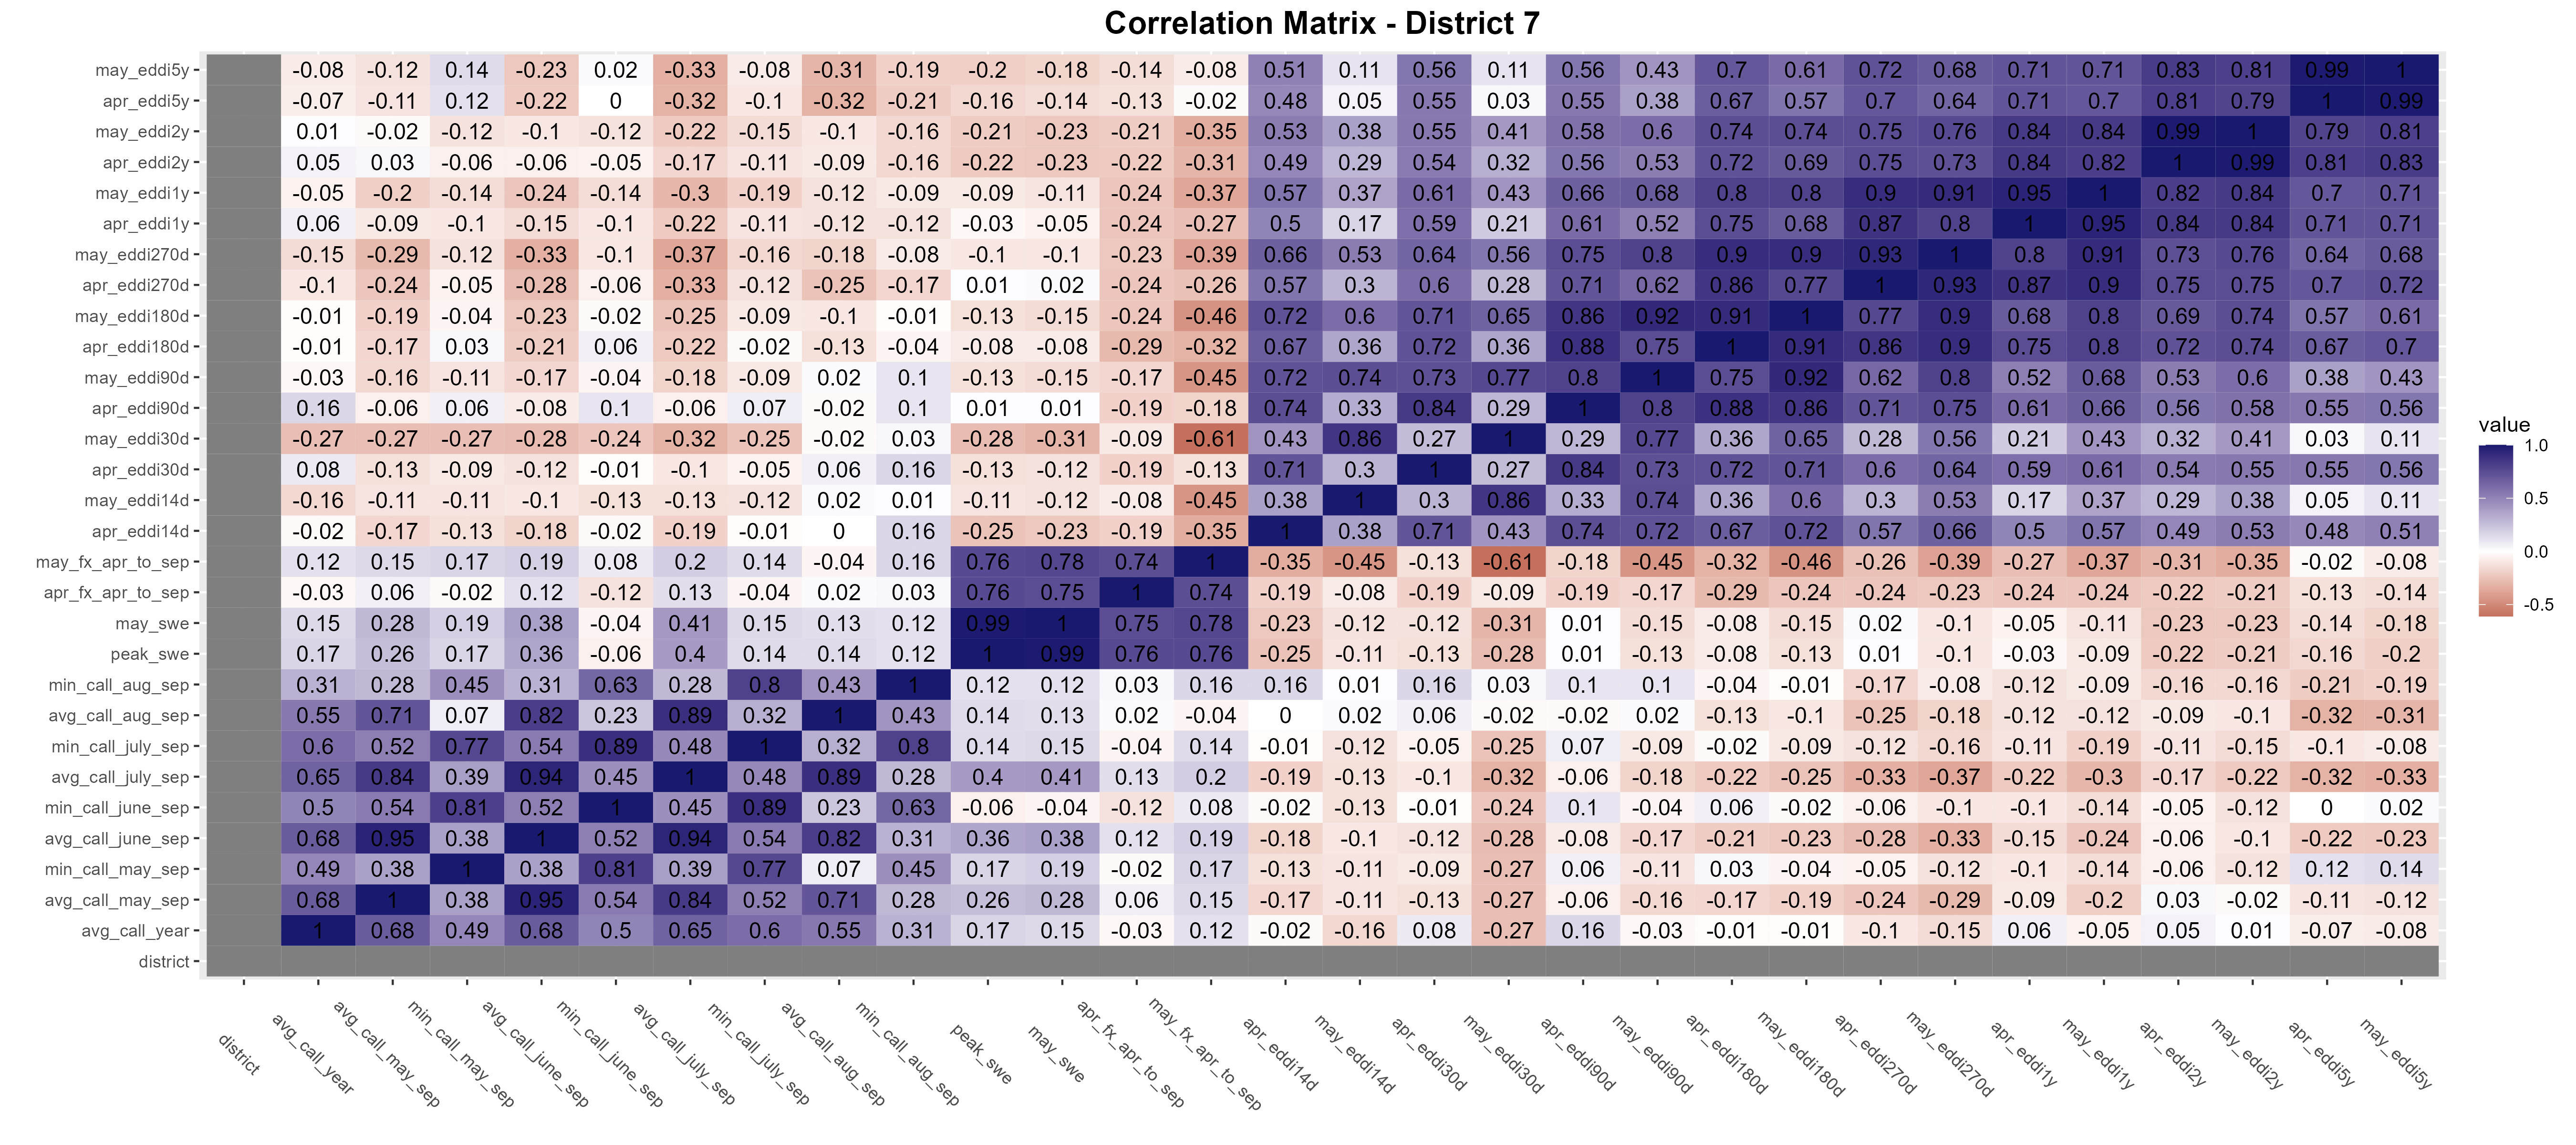 Correlation Matrix - District 7
may_eddi5y -0.08 -0.12 0.14 -0.23 0.02 -0.33 -0.08 -0.31 -0.19 -0.2 -0.18 -0.14 -0.08 0.51 0.11 0.56 0.11 0.56 0.43 0.7 0.61 0.72 0.68 0.71 0.71 0.83 0.81 0.99 1
apr_eddi5y -0.07 -0.11 0.12 -0.22 0 -0.32 -0.1 -0.32 -0.21 -0.16 -0.14 -0.13 -0.02 0.48 0.05 0.55 0.03 0.55 0.38 0.67 0.57 0.7 0.64 0.71 0.7 0.81 0.79 1 0.99
may_eddi2y 0.01 -0.02 -0.12 -0.1 -0.12 -0.22 -0.15 -0.1 -0.16 -0.21 -0.23 -0.21 -0.35 0.53 0.38 0.55 0.41 0.58 0.6 0.74 0.74 0.75 0.76 0.84 0.84 0.99 1 0.79 0.81
apr_eddi2y 0.05 0.03 -0.06 -0.06 -0.05 -0.17 -0.11 -0.09 -0.16 -0.22 -0.23 -0.22 -0.31 0.49 0.29 0.54 0.32 0.56 0.53 0.72 0.69 0.75 0.73 0.84 0.82 1 0.99 0.81 0.83
may_eddi1y -0.05 -0.2 -0.14 -0.24 -0.14 -0.3 -0.19 -0.12 -0.09 -0.09 -0.11 -0.24 -0.37 0.57 0.37 0.61 0.43 0.66 0.68 0.8 0.8 0.9 0.91 0.95 1 0.82 0.84 0.7 0.71
apr_eddi1y 0.06 -0.09 -0.1 -0.15 -0.1 -0.22 -0.11 -0.12 -0.12 -0.03 -0.05 -0.24 -0.27 0.5 0.17 0.59 0.21 0.61 0.52 0.75 0.68 0.87 0.8 1 0.95 0.84 0.84 0.71 0.71
may_eddi270d -0.15 -0.29 -0.12 -0.33 -0.1 -0.37 -0.16 -0.18 -0.08 -0.1 -0.1 -0.23 -0.39 0.66 0.53 0.64 0.56 0.75 0.8 0.9 0.9 0.93 1 0.8 0.91 0.73 0.76 0.64 0.68
apr_eddi270d -0.1 -0.24 -0.05 -0.28 -0.06 -0.33 -0.12 -0.25 -0.17 0.01 0.02 -0.24 -0.26 0.57 0.3 0.6 0.28 0.71 0.62 0.86 0.77 1 0.93 0.87 0.9 0.75 0.75 0.7 0.72
may_eddi180d -0.01 -0.19 -0.04 -0.23 -0.02 -0.25 -0.09 -0.1 -0.01 -0.13 -0.15 -0.24 -0.46 0.72 0.6 0.71 0.65 0.86 0.92 0.91 1 0.77 0.9 0.68 0.8 0.69 0.74 0.57 0.61
apr_eddi180d -0.01 -0.17 0.03 -0.21 0.06 -0.22 -0.02 -0.13 -0.04 -0.08 -0.08 -0.29 -0.32 0.67 0.36 0.72 0.36 0.88 0.75 1 0.91 0.86 0.9 0.75 0.8 0.72 0.74 0.67 0.7
may_eddi90d -0.03 -0.16 -0.11 -0.17 -0.04 -0.18 -0.09 0.02 0.1 -0.13 -0.15 -0.17 -0.45 0.72 0.74 0.73 0.77 0.8 1 0.75 0.92 0.62 0.8 0.52 0.68 0.53 0.6 0.38 0.43
apr_eddi90d 0.16 -0.06 0.06 -0.08 0.1 -0.06 0.07 -0.02 0.1 0.01 0.01 -0.19 -0.18 0.74 0.33 0.84 0.29 1 0.8 0.88 0.86 0.71 0.75 0.61 0.66 0.56 0.58 0.55 0.56
may_eddi30d -0.27 -0.27 -0.27 -0.28 -0.24 -0.32 -0.25 -0.02 0.03 -0.28 -0.31 -0.09 -0.61 0.43 0.86 0.27 1 0.29 0.77 0.36 0.65 0.28 0.56 0.21 0.43 0.32 0.41 0.03 0.11
apr_eddi30d 0.08 -0.13 -0.09 -0.12 -0.01 -0.1 -0.05 0.06 0.16 -0.13 -0.12 -0.19 -0.13 0.71 0.3 1 0.27 0.84 0.73 0.72 0.71 0.6 0.64 0.59 0.61 0.54 0.55 0.55 0.56
may_eddi14d -0.16 -0.11 -0.11 -0.1 -0.13 -0.13 -0.12 0.02 0.01 -0.11 -0.12 -0.08 -0.45 0.38 1 0.3 0.86 0.33 0.74 0.36 0.6 0.3 0.53 0.17 0.37 0.29 0.38 0.05 0.11
apr_eddi14d -0.02 -0.17 -0.13 -0.18 -0.02 -0.19 -0.01 0 0.16 -0.25 -0.23 -0.19 -0.35 1 0.38 0.71 0.43 0.74 0.72 0.67 0.72 0.57 0.66 0.5 0.57 0.49 0.53 0.48 0.51
may_fx_apr_to_sep 0.12 0.15 0.17 0.19 0.08 0.2 0.14 -0.04 0.16 0.76 0.78 0.74 1 -0.35 -0.45 -0.13 -0.61 -0.18 -0.45 -0.32 -0.46 -0.26 -0.39 -0.27 -0.37 -0.31 -0.35 -0.02 -0.08
apr_fx_apr_to_sep -0.03 0.06 -0.02 0.12 -0.12 0.13 -0.04 0.02 0.03 0.76 0.75 1 0.74 -0.19 -0.08 -0.19 -0.09 -0.19 -0.17 -0.29 -0.24 -0.24 -0.23 -0.24 -0.24 -0.22 -0.21 -0.13 -0.14
may_swe 0.15 0.28 0.19 0.38 -0.04 0.41 0.15 0.13 0.12 0.99 1 0.75 0.78 -0.23 -0.12 -0.12 -0.31 0.01 -0.15 -0.08 -0.15 0.02 -0.1 -0.05 -0.11 -0.23 -0.23 -0.14 -0.18
peak_swe 0.17 0.26 0.17 0.36 -0.06 0.4 0.14 0.14 0.12 1 0.99 0.76 0.76 -0.25 -0.11 -0.13 -0.28 0.01 -0.13 -0.08 -0.13 0.01 -0.1 -0.03 -0.09 -0.22 -0.21 -0.16 -0.2
min_call_aug_sep 0.31 0.28 0.45 0.31 0.63 0.28 0.8 0.43 1 0.12 0.12 0.03 0.16 0.16 0.01 0.16 0.03 0.1 0.1 -0.04 -0.01 -0.17 -0.08 -0.12 -0.09 -0.16 -0.16 -0.21 -0.19
avg_call_aug_sep 0.55 0.71 0.07 0.82 0.23 0.89 0.32 1 0.43 0.14 0.13 0.02 -0.04 0 0.02 0.06 -0.02 -0.02 0.02 -0.13 -0.1 -0.25 -0.18 -0.12 -0.12 -0.09 -0.1 -0.32 -0.31
min_call_july_sep 0.6 0.52 0.77 0.54 0.89 0.48 1 0.32 0.8 0.14 0.15 -0.04 0.14 -0.01 -0.12 -0.05 -0.25 0.07 -0.09 -0.02 -0.09 -0.12 -0.16 -0.11 -0.19 -0.11 -0.15 -0.1 -0.08
avg_call_july_sep 0.65 0.84 0.39 0.94 0.45 1 0.48 0.89 0.28 0.4 0.41 0.13 0.2 -0.19 -0.13 -0.1 -0.32 -0.06 -0.18 -0.22 -0.25 -0.33 -0.37 -0.22 -0.3 -0.17 -0.22 -0.32 -0.33
min_call_june_sep 0.5 0.54 0.81 0.52 1 0.45 0.89 0.23 0.63 -0.06 -0.04 -0.12 0.08 -0.02 -0.13 -0.01 -0.24 0.1 -0.04 0.06 -0.02 -0.06 -0.1 -0.1 -0.14 -0.05 -0.12 0 0.02
avg_call_june_sep 0.68 0.95 0.38 1 0.52 0.94 0.54 0.82 0.31 0.36 0.38 0.12 0.19 -0.18 -0.1 -0.12 -0.28 -0.08 -0.17 -0.21 -0.23 -0.28 -0.33 -0.15 -0.24 -0.06 -0.1 -0.22 -0.23
min_call_may_sep 0.49 0.38 1 0.38 0.81 0.39 0.77 0.07 0.45 0.17 0.19 -0.02 0.17 -0.13 -0.11 -0.09 -0.27 0.06 -0.11 0.03 -0.04 -0.05 -0.12 -0.1 -0.14 -0.06 -0.12 0.12 0.14
avg_call_may_sep 0.68 1 0.38 0.95 0.54 0.84 0.52 0.71 0.28 0.26 0.28 0.06 0.15 -0.17 -0.11 -0.13 -0.27 -0.06 -0.16 -0.17 -0.19 -0.24 -0.29 -0.09 -0.2 0.03 -0.02 -0.11 -0.12
avg_call_year 1 0.68 0.49 0.68 0.5 0.65 0.6 0.55 0.31 0.17 0.15 -0.03 0.12 -0.02 -0.16 0.08 -0.27 0.16 -0.03 -0.01 -0.01 -0.1 -0.15 0.06 -0.05 0.05 0.01 -0.07 -0.08
district
district avg_call_year avg_call_may_sep min_call_may_sep avg_call_june_sep min_call_june_sep avg_call_july_sep min_call_july_sep avg_call_aug_sep min_call_aug_sep peak_swe may_swe apr_fx_apr_to_sep may_fx_apr_to_sep apr_eddi14d may_eddi14d apr_eddi30d may_eddi30d apr_eddi90d may_eddi90d apr_eddi180d may_eddi180d apr_eddi270d may_eddi270d apr_eddi1y may_eddi1y apr_eddi2y may_eddi2y apr_eddi5y may_eddi5y
value
1.0
0.5
0.0
-0.5